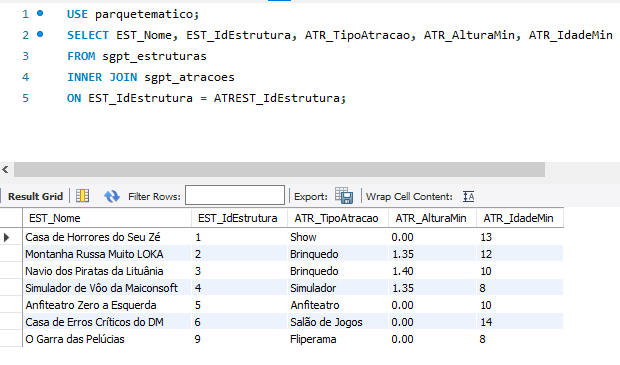 1 USE parquetematico;
2 SELECT EST_Nome, EST_IdEstrutura, ATR_TipoAtracao, ATR_AlturaMin, ATR_IdadeMin
3 FROM sgpt_estruturas
4 INNER JOIN sgpt_atracoes
5 ON EST_IdEstrutura = ATREST_IdEstrutura;
Result Grid Filter Rows: Export: Wrap Cell Content:
EST_Nome EST_IdEstrutura ATR_TipoAtracao ATR_AlturaMin ATR_IdadeMin
Casa de Horrores do Seu Zé 1 Show 0.00 13
Montanha Russa Muito LOKA 2 Brinquedo 1.35 12
Navio dos Piratas da Lituânia 3 Brinquedo 1.40 10
Simulador de Vôo da Maiconsoft 4 Simulador 1.35 8
Anfiteatro Zero a Esquerda 5 Anfiteatro 0.00 10
Casa de Erros Críticos do DM 6 Salão de Jogos 0.00 14
O Garra das Pelúcias 9 Fliperama 0.00 8